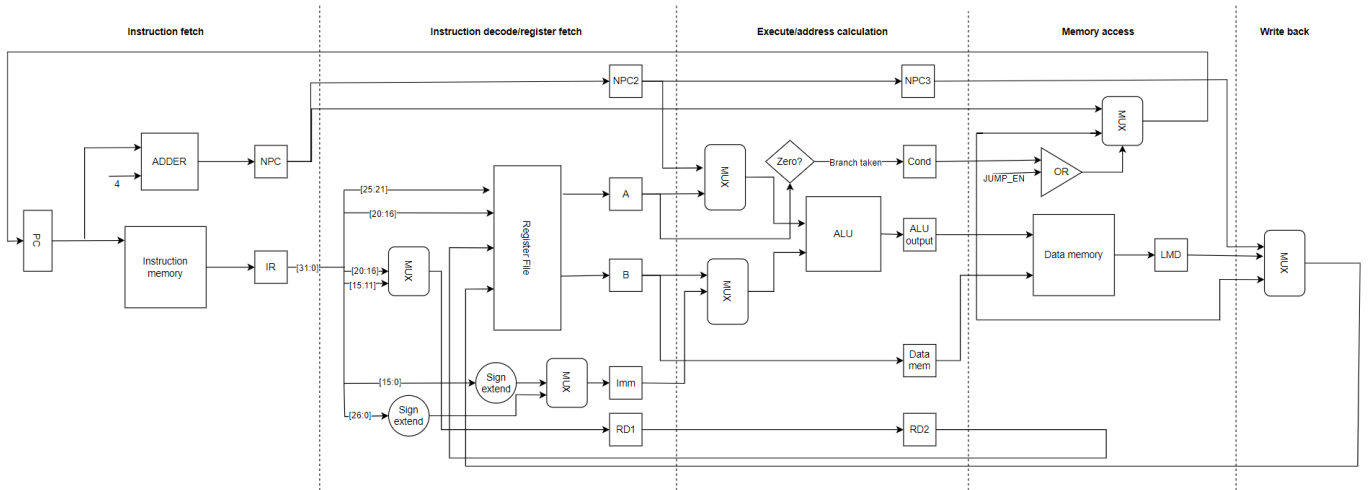 Instruction fetch
Instruction decode/register fetch
Execute/address calculation
Memory access
Write back
NPC2
NPC3
MUX
ADDER
NPC
4
PC
Instruction
memory
IR
[31:0]
[25:21]
[20:16]
[20:16]
[15:11]
MUX
Register File
A
B
[15:0]
Sign
extend
[26:0]
Sign
extend
MUX
Imm
RD1
MUX
MUX
Zero?
Branch taken
Cond
ALU
ALU
output
Data
mem
RD2
JUMP_EN
OR
Data memory
LMD
MUX